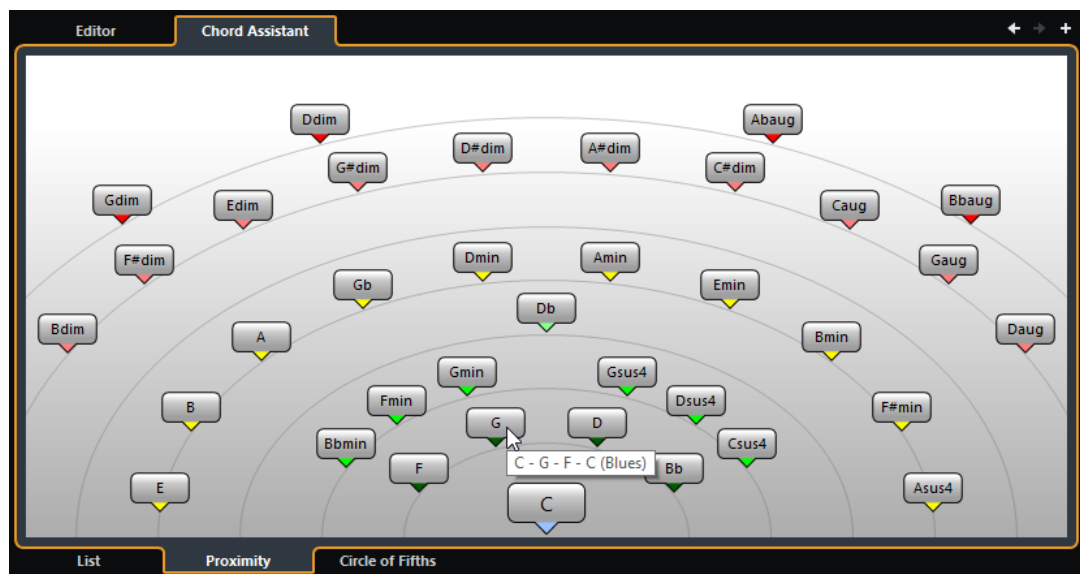 Editor
Chord Assistant
Ddim
Abaug
D#dim
A#dim
G#dim
C#dim
Gdim
Edim
Caug
Bbaug
F#dim
Dmin
Amin
Gaug
Gb
Emin
Db
Bdim
A
Bmin
Daug
Gmin
Gsus4
Fmin
Dsus4
B
F#min
G
D
Bbmin
Csus4
C - G - F - C (Blues)
F
Bb
E
Asus4
C
List
Proximity
Circle of Fifths